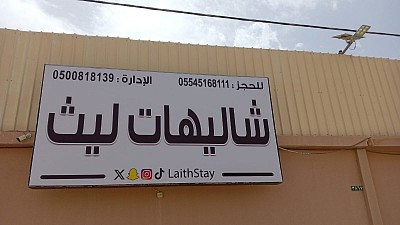 للحجز : 05545168111 الإدارة : 0500818139
شاليهات ليث
LaithStay